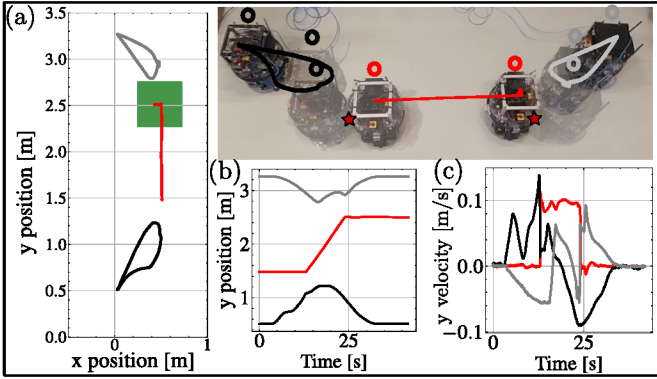 (a)
3.5
3.0
2.5
2.0
1.5
1.0
0.5
0.0
y position [m]
0
1
x position [m]
(b)
3
2
1
y position [m]
0
25
Time [s]
(c)
0.1
0.0
−0.1
y velocity [m/s]
0
25
Time [s]